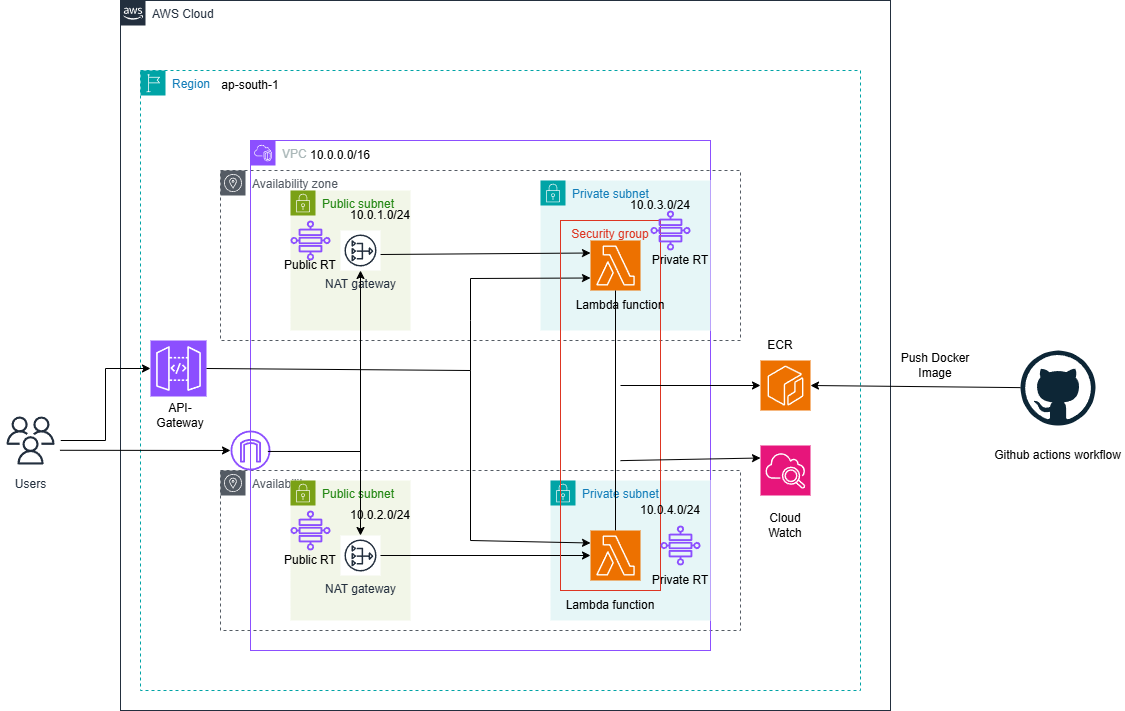 aws
AWS Cloud
Region
ap-south-1
VPC
10.0.0.0/16
Availability zone
Public subnet
10.0.1.0/24
Public RT
NAT gateway
Private subnet
10.0.3.0/24
Security group
Private RT
Lambda function
ECR
Push Docker
Image
API-
Gateway
</>
Github actions workflow
Users
Availabili
Public subnet
10.0.2.0/24
Public RT
NAT gateway
Private subnet
10.0.4.0/24
Private RT
Lambda function
Cloud
Watch